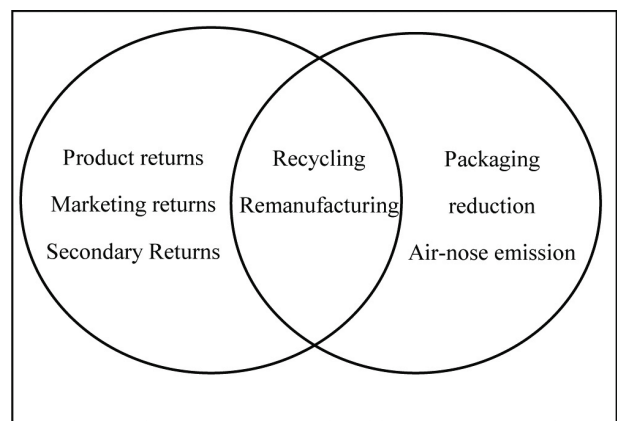 Product returns
Marketing returns
Secondary Returns
Recycling
Remanufacturing
Packaging
reduction
Air-nose emission